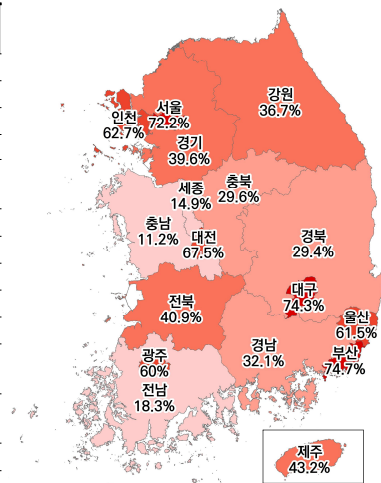 강원
36.7%
서울
72.2%
인천
62.7%
경기
39.6%
충북
29.6%
세종
14.9%
충남
11.2%
대전
67.5%
경북
29.4%
대구
74.3%
전북
40.9%
울산
61.5%
경남
32.1%
부산
74.7%
광주
60%
전남
18.3%
제주
43.2%